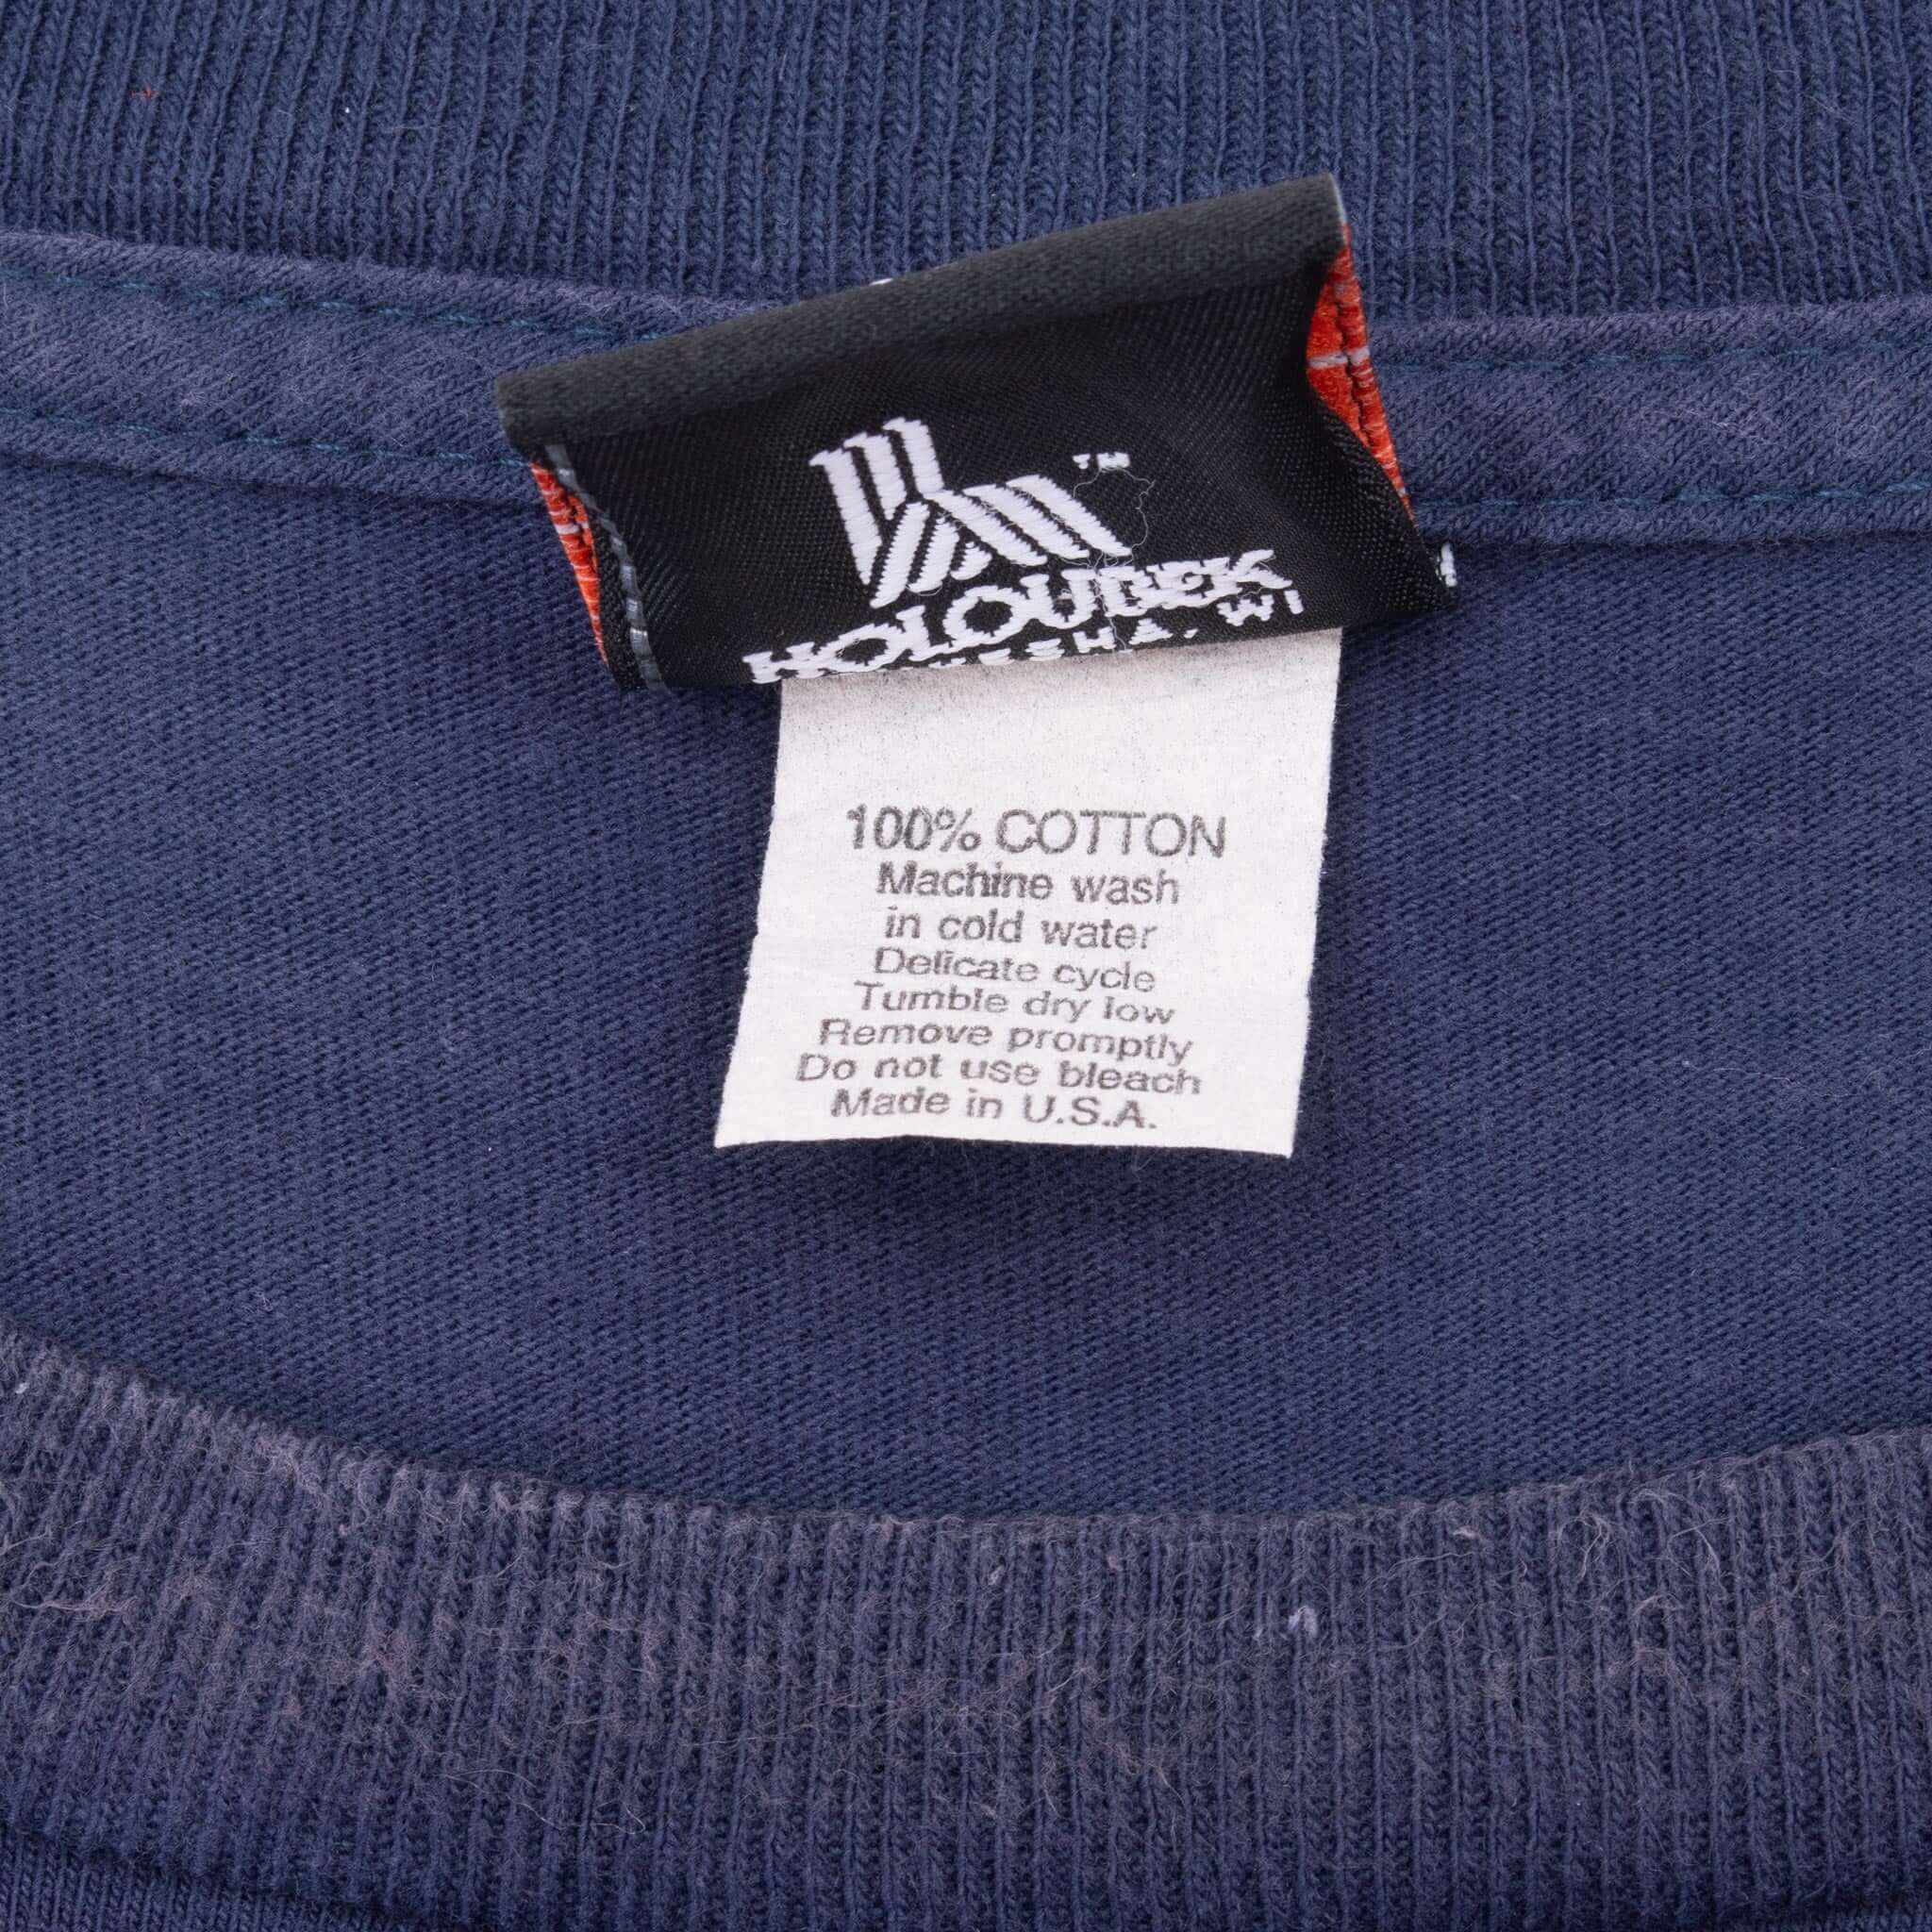 ™
HOLOUBEK
WI
100% COTTON
Machine wash
in cold water
Delicate cycle
Tumble dry low
Remove promptly
Do not use bleach
Made in U.S.A.